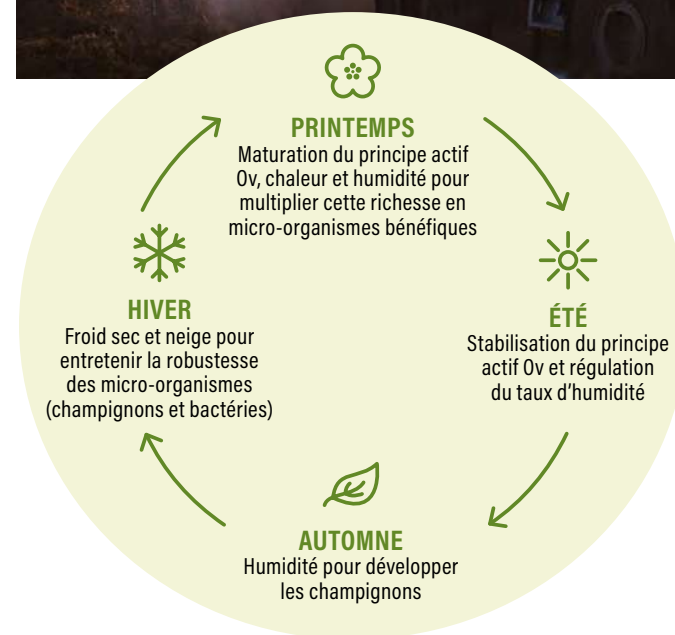 PRINTEMPS
Maturation du principe actif
Ov, chaleur et humidité pour
multiplier cette richesse en
micro-organismes bénéfiques
ÉTÉ
Stabilisation du principe
actif Ov et régulation
du taux d'humidité
AUTOMNE
Humidité pour développer
les champignons
HIVER
Froid sec et neige pour
entretenir la robustesse
des micro-organismes
(champignons et bactéries)